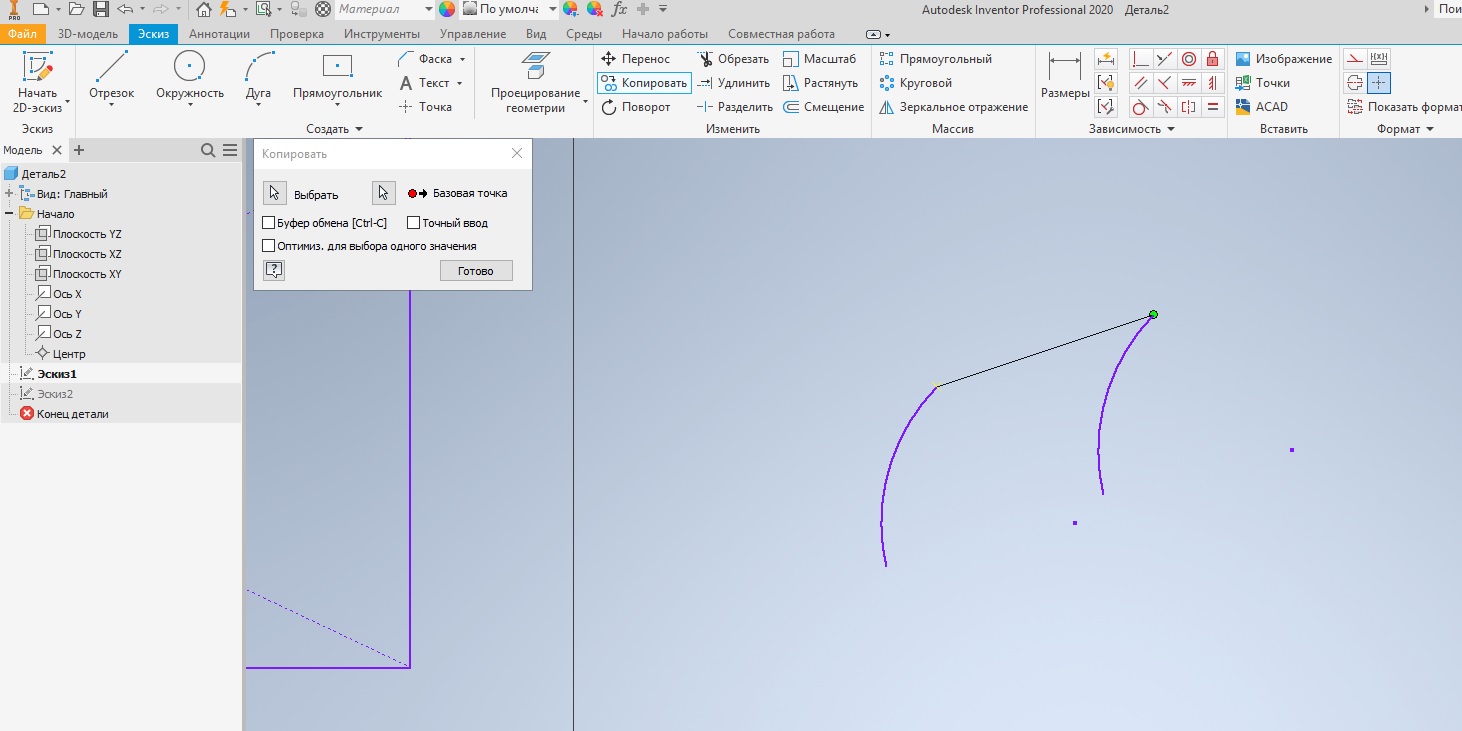 PRO Материал По умолча fx Autodesk Inventor Professional 2020 Деталь2 Пои
Файл 3D-модель Эскиз Аннотации Проверка Инструменты Управление Вид Среды Начало работы Совместная работа
Фаска Перенос Обрезать Масштаб Прямоугольный Изображение
Начать 2D-эскиз Отрезок Окружность Дуга Прямоугольник A Текст Проецирование геометрии Копировать Удлинить Растянуть Круговой Размеры Точки
Точка Поворот Разделить Смещение Зеркальное отражение ACAD Показать формат
Эскиз Создать Изменить Массив Зависимость Вставить Формат
Модель
Копировать
Деталь2
Вид: Главный
Выбрать Базовая точка
Начало
Буфер обмена [Ctrl-C] Точный ввод
Плоскость YZ
Оптимиз. для выбора одного значения
Плоскость XZ
? Готово
Плоскость XY
Ось X
Ось Y
Ось Z
Центр
Эскиз1
Эскиз2
Конец детали